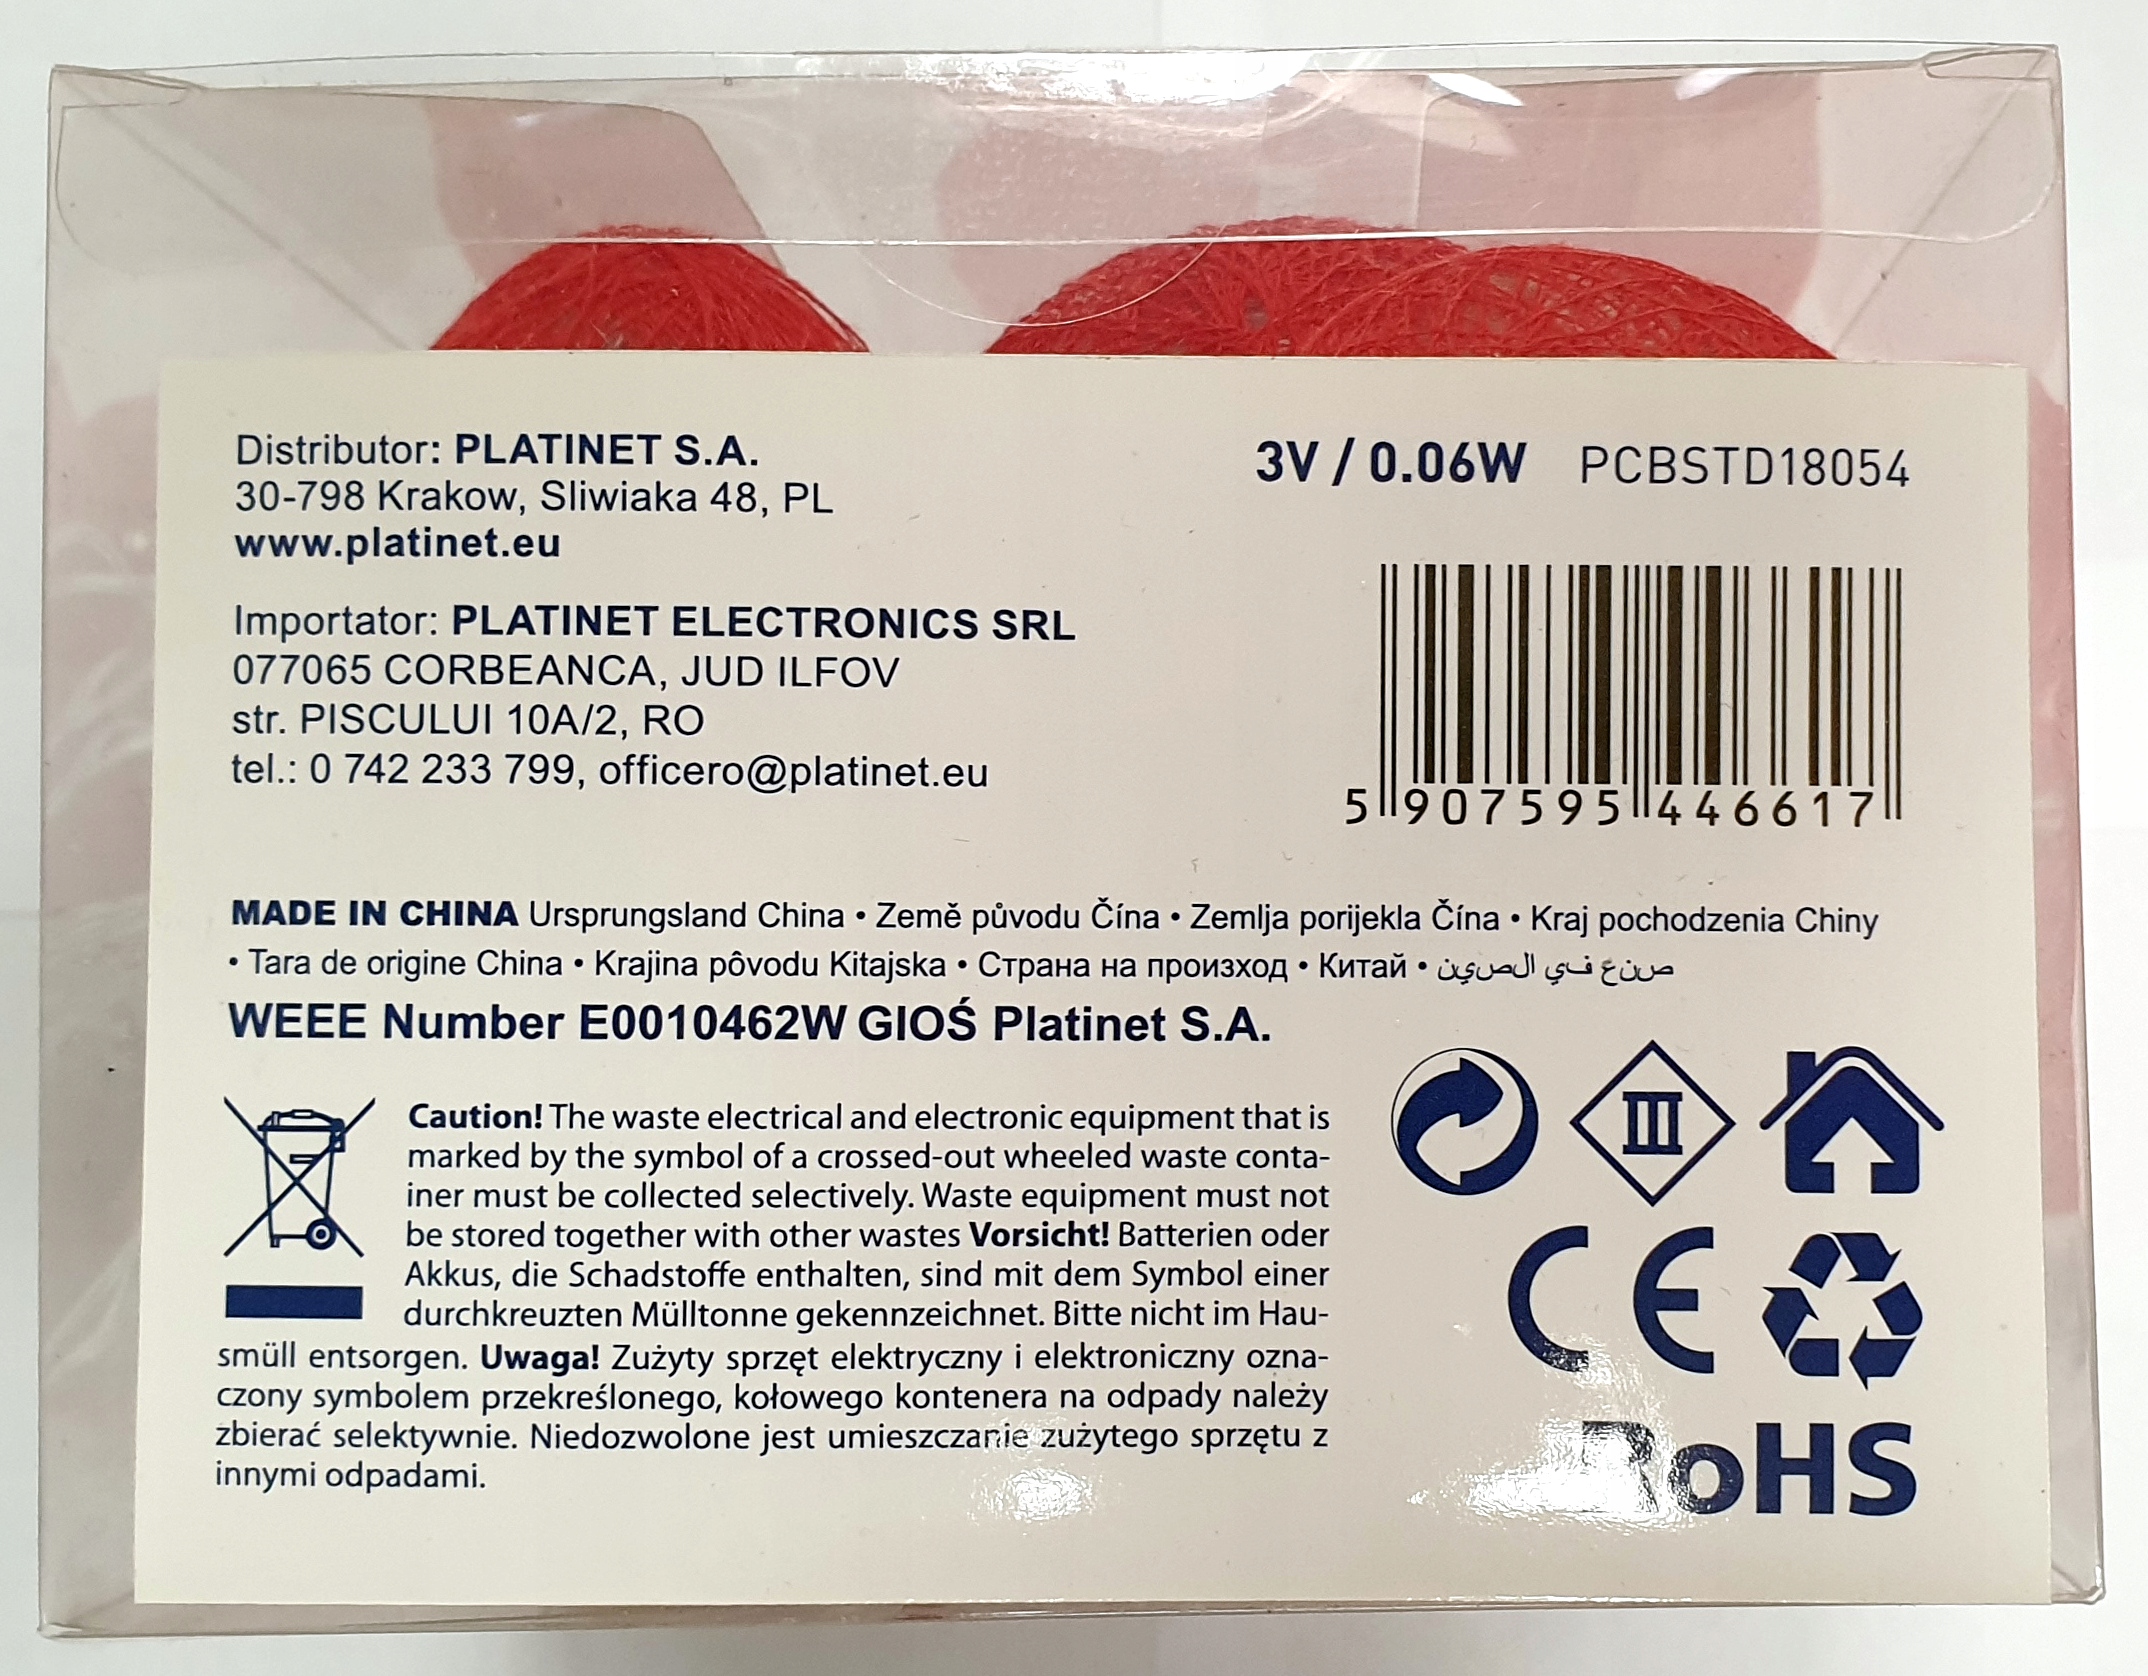 Distributor: PLATINET S.A.
30-798 Krakow, Sliwiaka 48, PL
www.platinet.eu
Importator: PLATINET ELECTRONICS SRL
077065 CORBEANCA, JUD ILFOV
str. PISCULUI 10A/2, RO
tel.: 0 742 233 799, officero@platinet.eu
3V / 0.06W PCBSTD18054
5 907595 446617
MADE IN CHINA Ursprungsland China • Země původu Čína • Zemlja porijekla Čína • Kraj pochodzenia Chiny
• Tara de origine China • Krajina pôvodu Kitajska • Страна на произход • Китай • صنع في الصين
WEEE Number E0010462W GIOŚ Platinet S.A.
Caution! The waste electrical and electronic equipment that is
marked by the symbol of a crossed-out wheeled waste conta-
iner must be collected selectively. Waste equipment must not
be stored together with other wastes Vorsicht! Batterien oder
Akkus, die Schadstoffe enthalten, sind mit dem Symbol einer
durchkreuzten Mülltonne gekennzeichnet. Bitte nicht im Hau-
smüll entsorgen. Uwaga! Zużyty sprzęt elektryczny i elektroniczny ozna-
czony symbolem przekreślonego, kołowego kontenera na odpady należy
zbierać selektywnie. Niedozwolone jest umieszczanie zużytego sprzętu z
innymi odpadami.
III
CE
RoHS